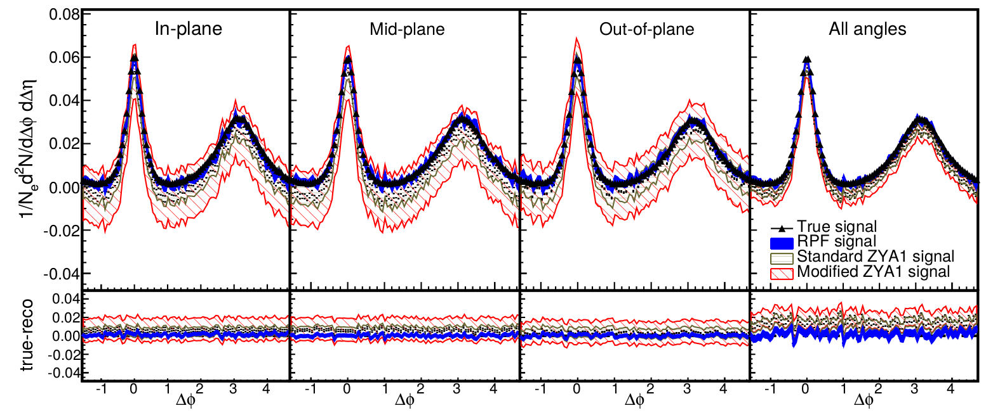 In-plane Mid-plane Out-of-plane All angles
0.08
0.06
0.04
0.02
0.00
-0.02
-0.04
1/Nₑd²N/dΔϕ dΔη
True signal
RPF signal
Standard ZYA1 signal
Modified ZYA1 signal
0.04
0.02
0.00
-0.02
-0.04
true-reco
-1 0 1 2 3 4 -1 0 1 2 3 4 -1 0 1 2 3 4 -1 0 1 2 3 4
Δϕ Δϕ Δϕ Δϕ